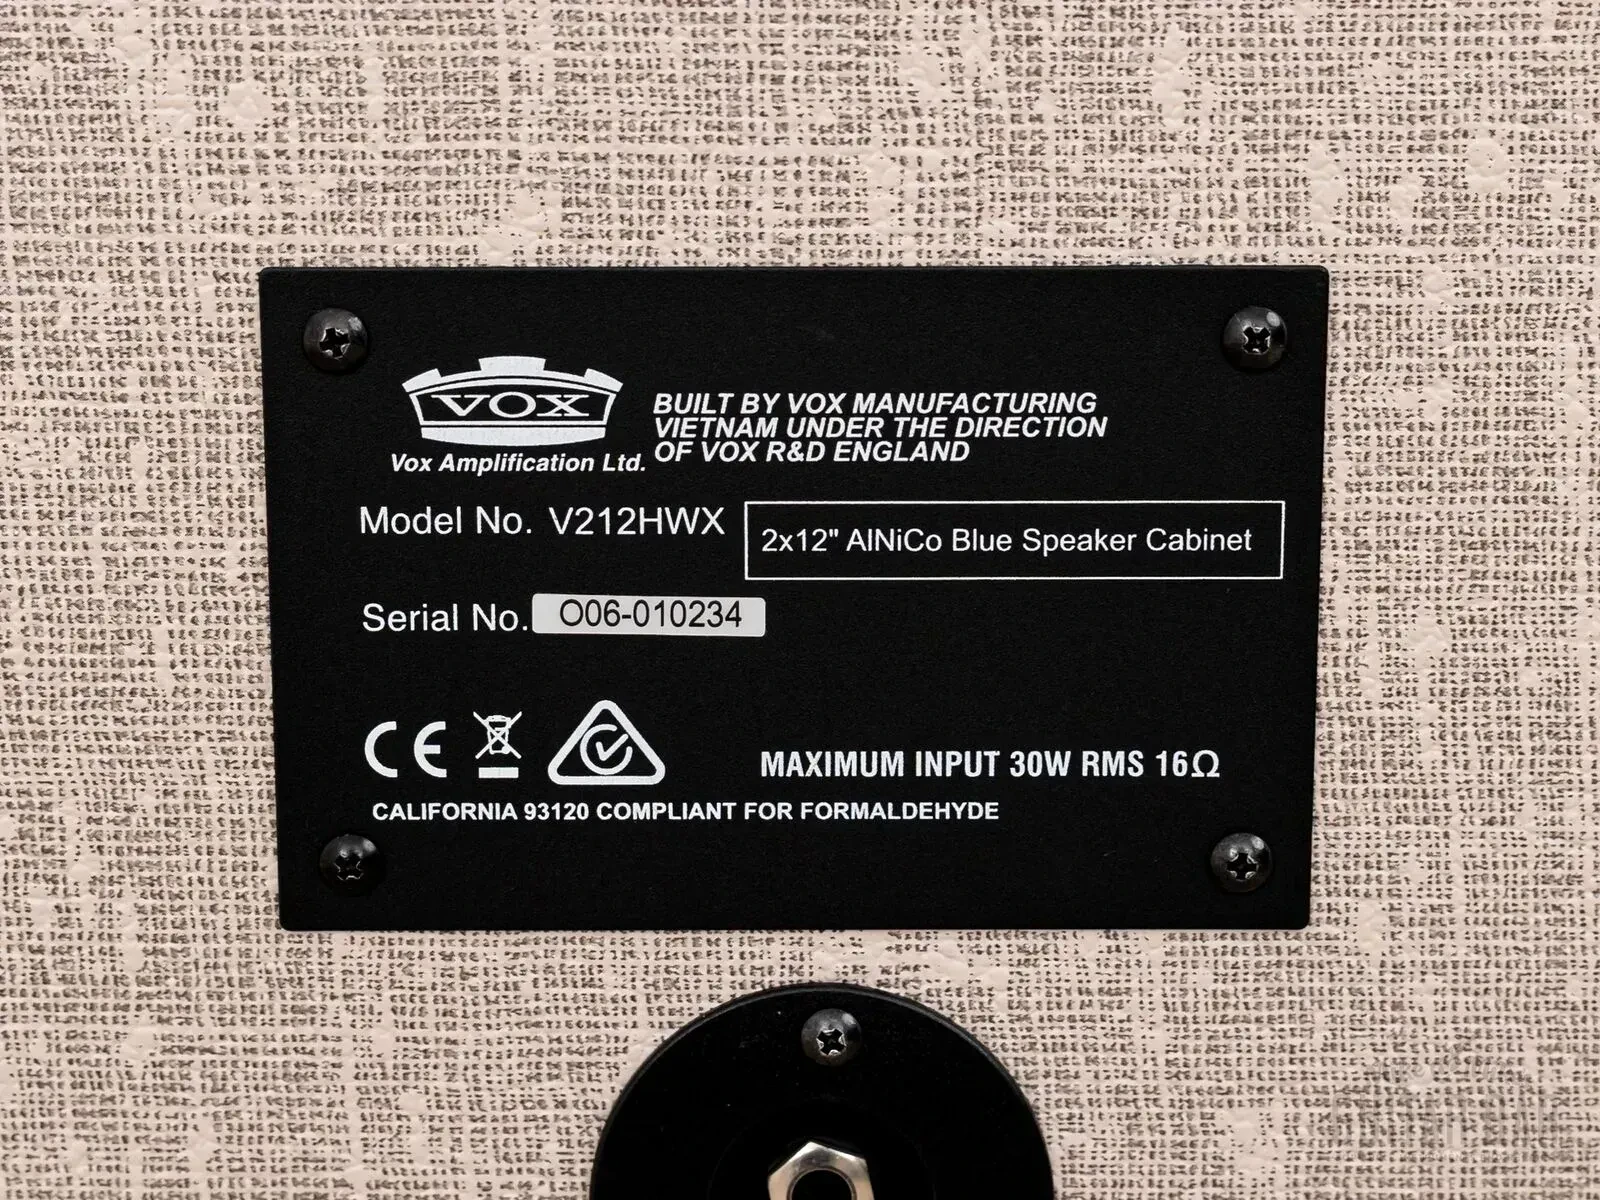 VOX
Vox Amplification Ltd.
BUILT BY VOX MANUFACTURING
VIETNAM UNDER THE DIRECTION
OF VOX R&D ENGLAND
Model No. V212HWX
2x12" AlNiCo Blue Speaker Cabinet
Serial No. O06-010234
CE
MAXIMUM INPUT 30W RMS 16Ω
CALIFORNIA 93120 COMPLIANT FOR FORMALDEHYDE